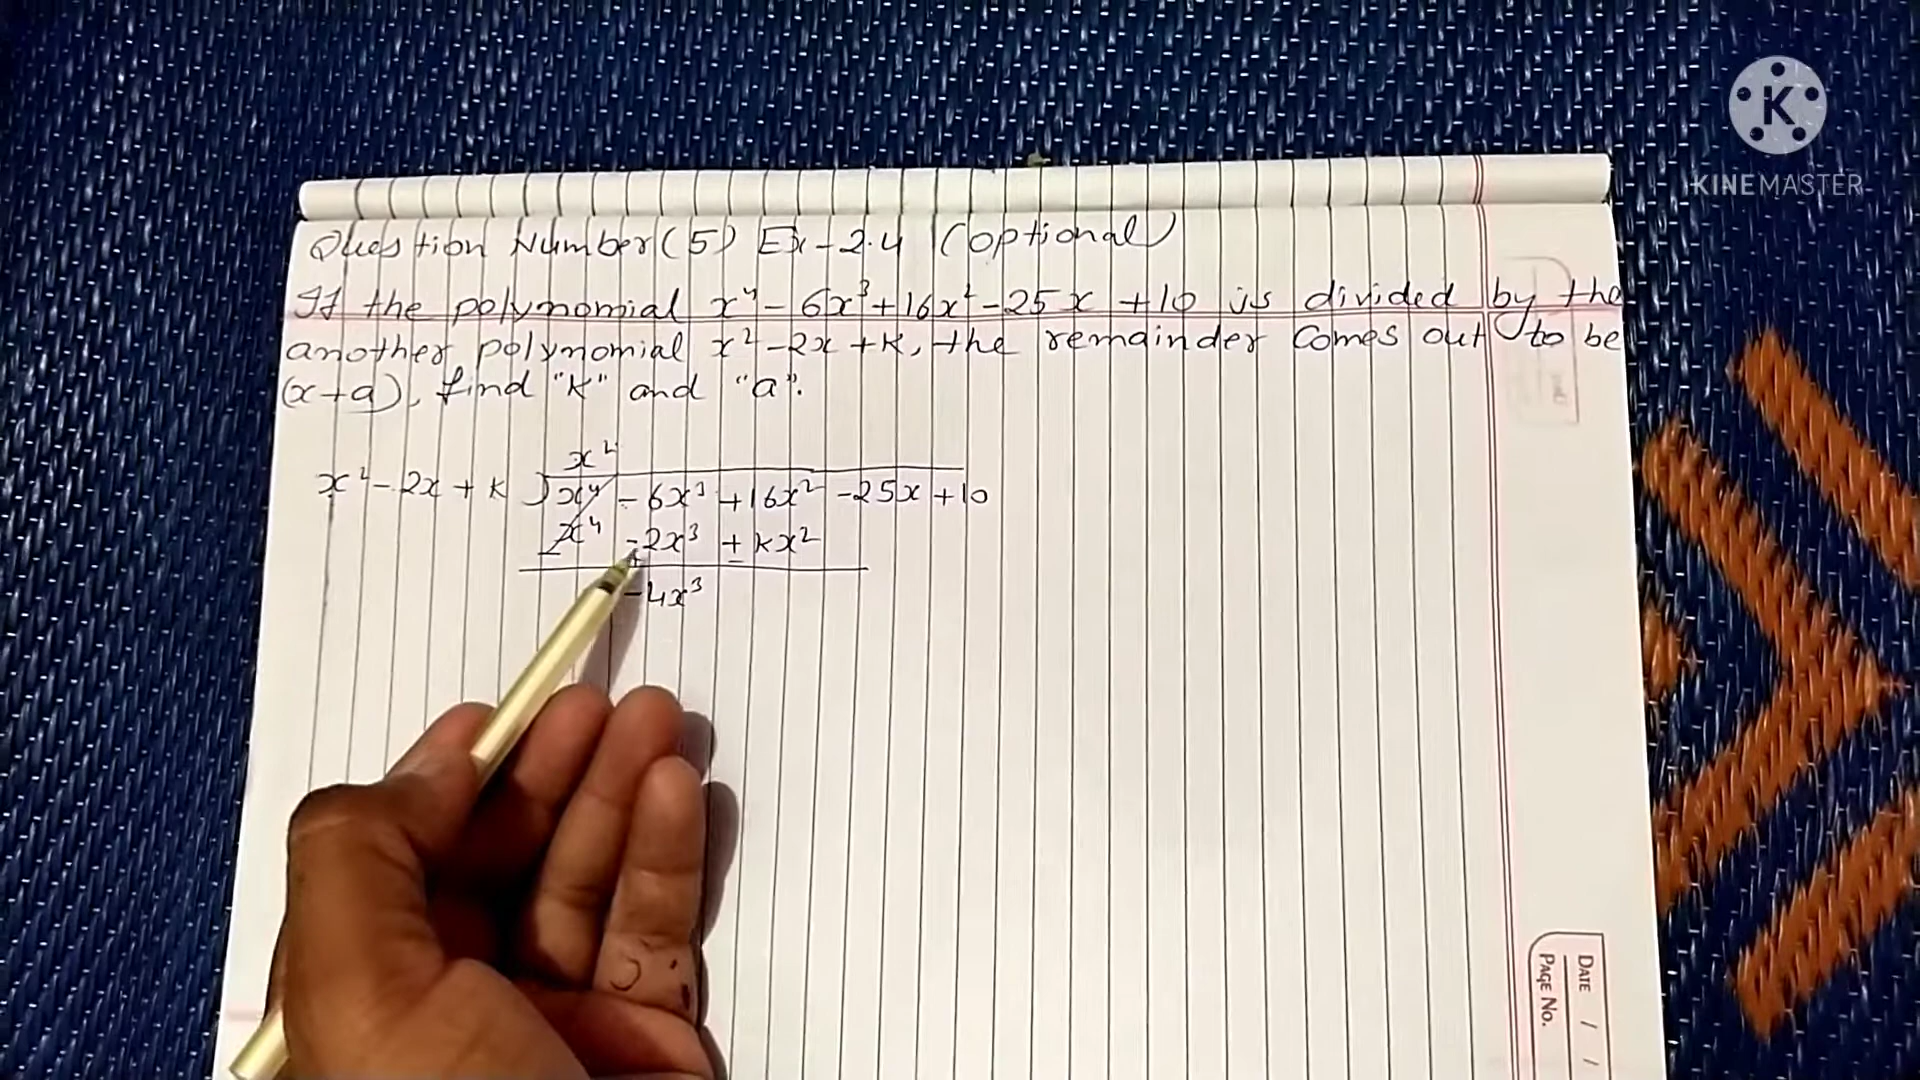 K
KINEMASTER
Question Number (5) Ex-2.4 (optional)
If the polynomial x⁴ - 6x³ + 16x² - 25x + 10 is divided by the
another polynomial x² - 2x + k, the remainder comes out to be
(x+a), find "k" and "a".
x²
x² - 2x + k ) x⁴ - 6x³ + 16x² - 25x + 10
x⁴ - 2x³ + kx²
- + -
- 4x³
DATE / /
PAGE NO.